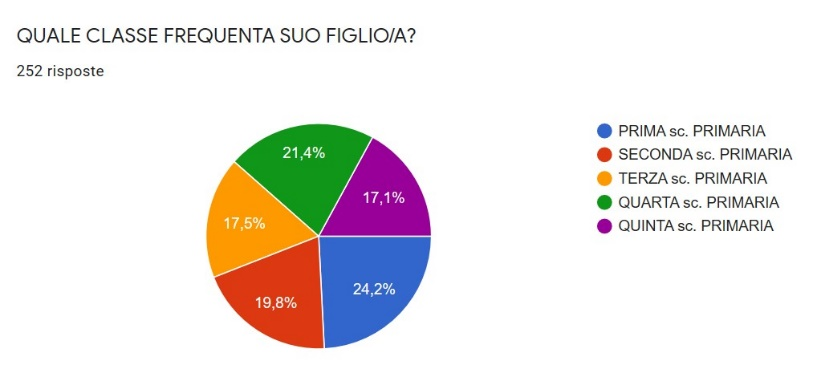 QUALE CLASSE FREQUENTA SUO FIGLIO/A?
252 risposte
21,4%
17,1%
17,5%
24,2%
19,8%
PRIMA sc. PRIMARIA
SECONDA sc. PRIMARIA
TERZA sc. PRIMARIA
QUARTA sc. PRIMARIA
QUINTA sc. PRIMARIA